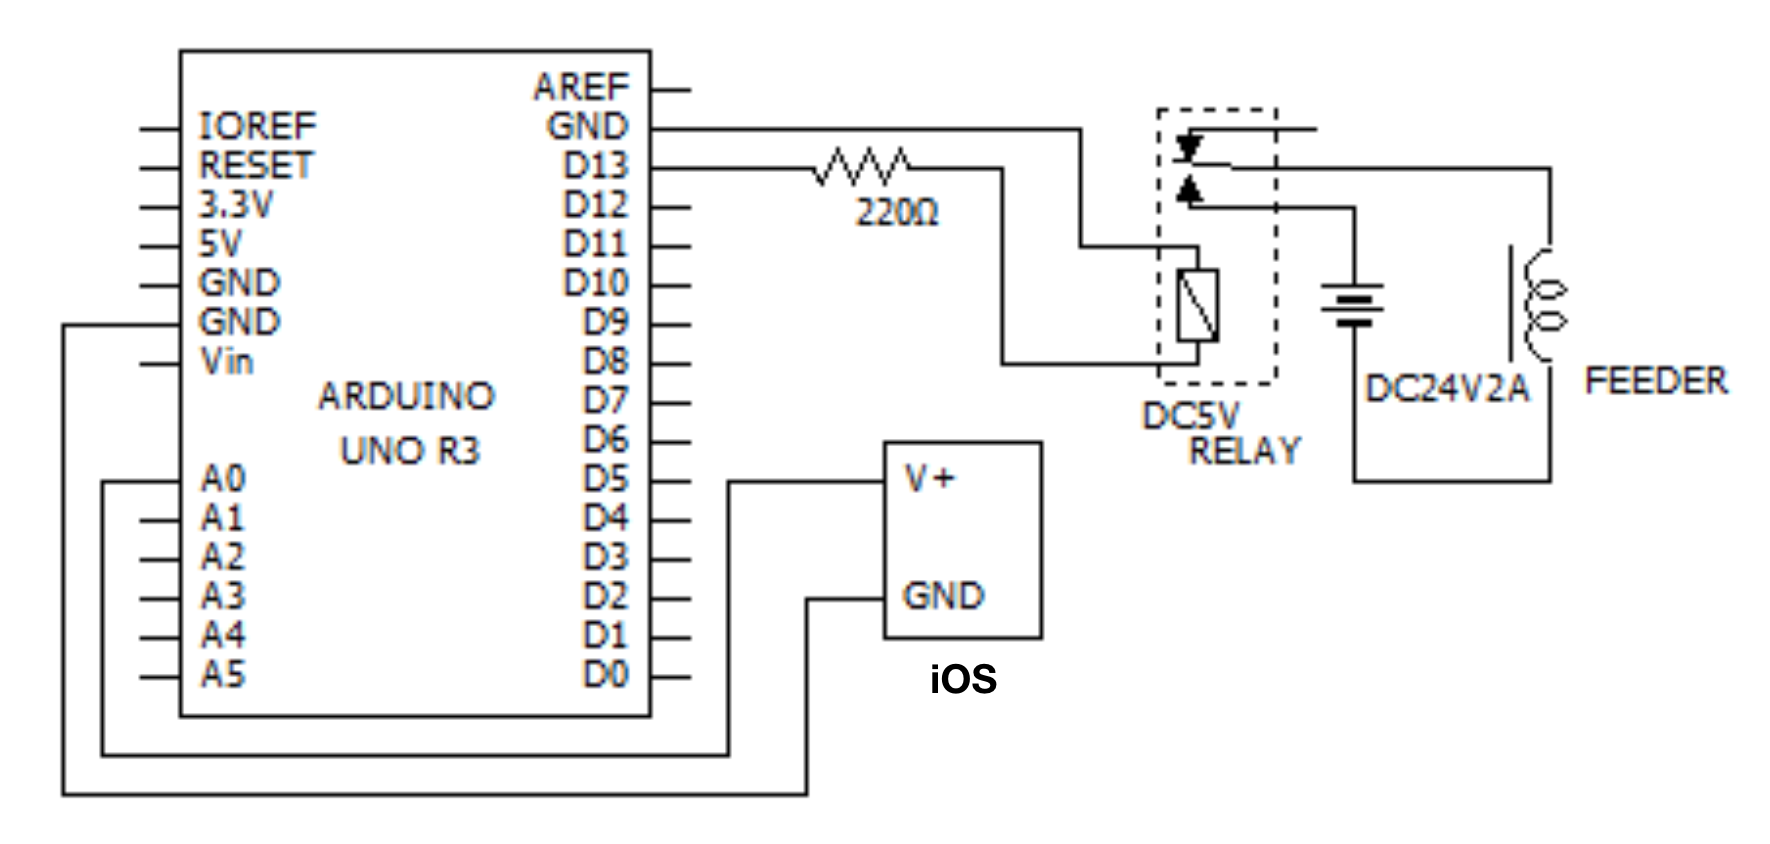 AREF
IOREF
GND
RESET
D13
3.3V
D12
220Ω
5V
D11
GND
D10
GND
D9
Vin
D8
ARDUINO
D7
DC24V2A
FEEDER
DC5V
UNO R3
D6
RELAY
A0
D5
V+
A1
D4
A2
D3
A3
D2
GND
A4
D1
A5
D0
iOS